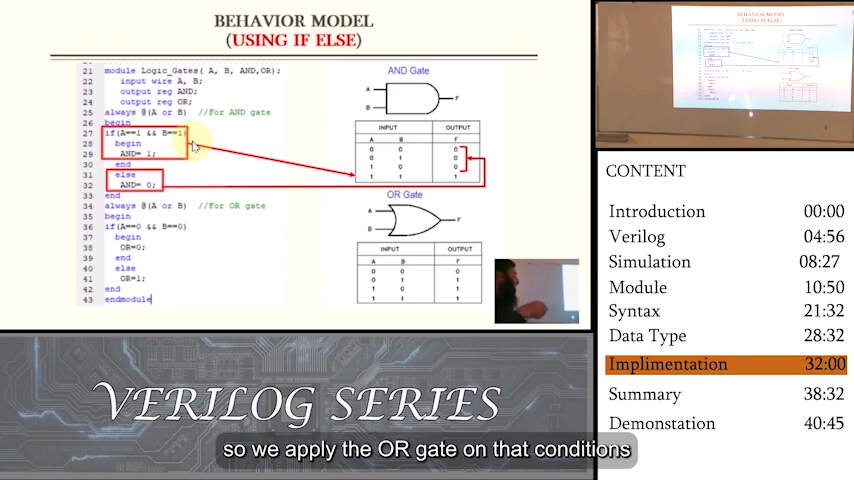 BEHAVIOR MODEL
(USING IF ELSE)
21 module Logic_Gates( A, B, AND,OR);
22 input wire A, B;
23 output reg AND;
24 output reg OR;
25 always @(A or B) //For AND gate
26 begin
27 if(A==1 && B==1)
28 begin
29 AND= 1;
30 end
31 else
32 AND= 0;
33 end
34 always @(A or B) //For OR gate
35 begin
36 if(A==0 && B==0)
37 begin
38 OR=0;
39 end
40 else
41 OR=1;
42 end
43 endmodule
AND Gate
A
B
F
INPUT OUTPUT
A B F
0 0 0
0 1 0
1 0 0
1 1 1
OR Gate
A
B
F
INPUT OUTPUT
A B F
0 0 0
0 1 1
1 0 1
1 1 1
BEHAVIOR MODEL
(USING IF ELSE)
CONTENT
Introduction 00:00
Verilog 04:56
Simulation 08:27
Module 10:50
Syntax 21:32
Data Type 28:32
Implimentation 32:00
Summary 38:32
Demonstation 40:45
VERILOG SERIES
so we apply the OR gate on that conditions